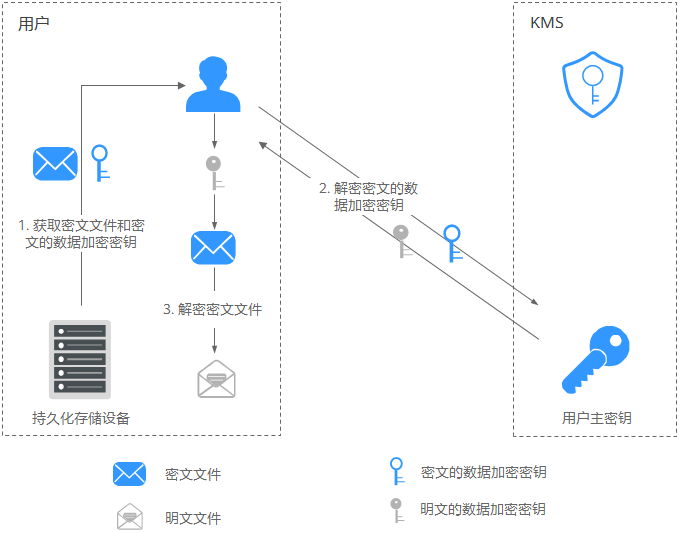 用户
KMS
1. 获取密文文件和密
文的数据加密密钥
2. 解密密文的数
据加密密钥
3. 解密密文文件
持久化存储设备
用户主密钥
密文文件
密文的数据加密密钥
明文文件
明文的数据加密密钥